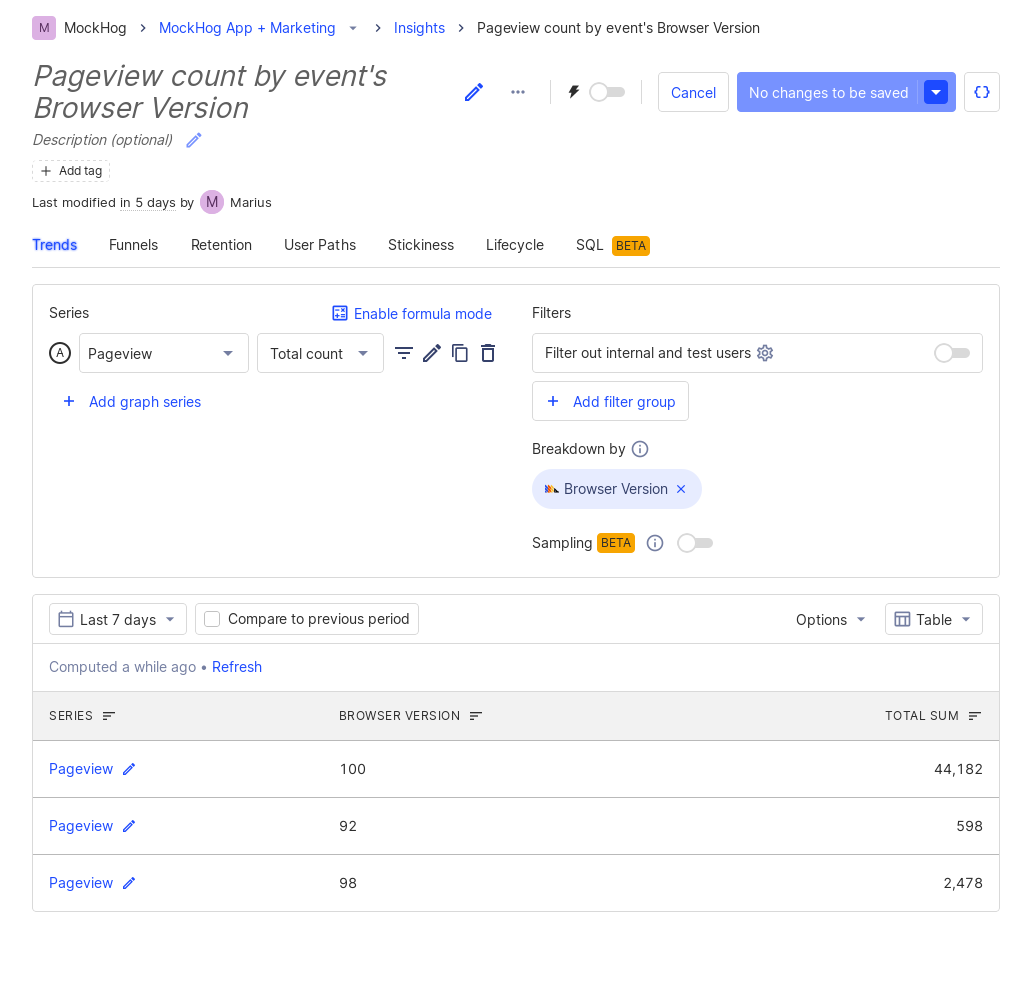 M MockHog MockHog App + Marketing Insights Pageview count by event's Browser Version
Pageview count by event's
Browser Version
Cancel No changes to be saved
Description (optional)
Add tag
Last modified in 5 days by M Marius
Trends Funnels Retention User Paths Stickiness Lifecycle SQL BETA
Series Enable formula mode
A Pageview Total count
Add graph series
Filters
Filter out internal and test users
Add filter group
Breakdown by
Browser Version
Sampling BETA
Last 7 days Compare to previous period Options Table
Computed a while ago • Refresh
SERIES BROWSER VERSION TOTAL SUM
Pageview 100 44,182
Pageview 92 598
Pageview 98 2,478